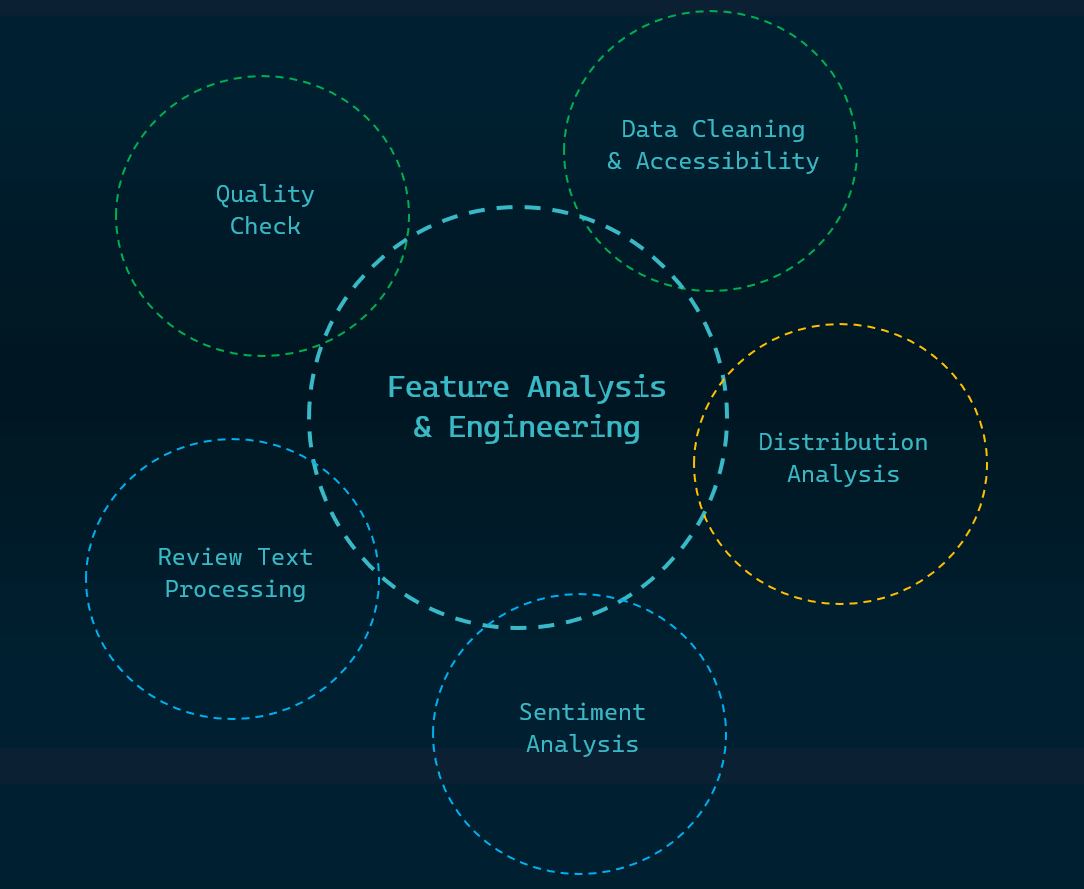 Data Cleaning
& Accessibility
Quality
Check
Feature Analysis
& Engineering
Distribution
Analysis
Review Text
Processing
Sentiment
Analysis